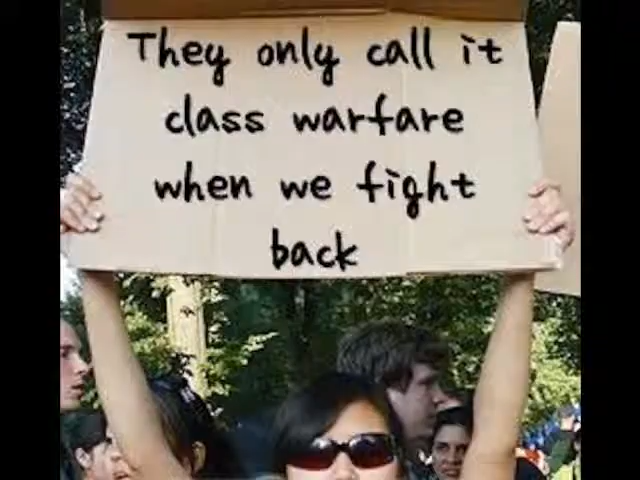 They only call it
class warfare
when we fight
back